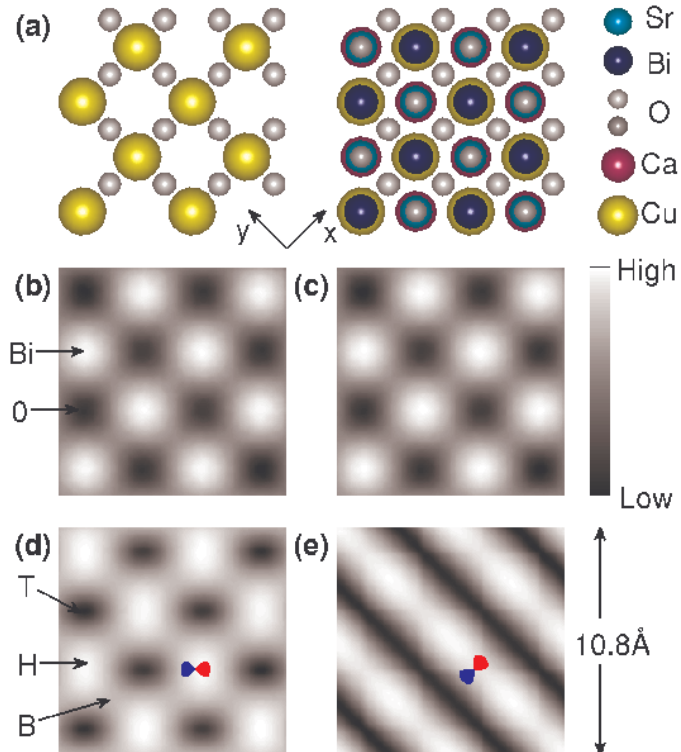 (a)
Sr
Bi
O
Ca
Cu
y x
(b) (c)
High
Bi
0
Low
(d) (e)
T
H
B
10.8Å